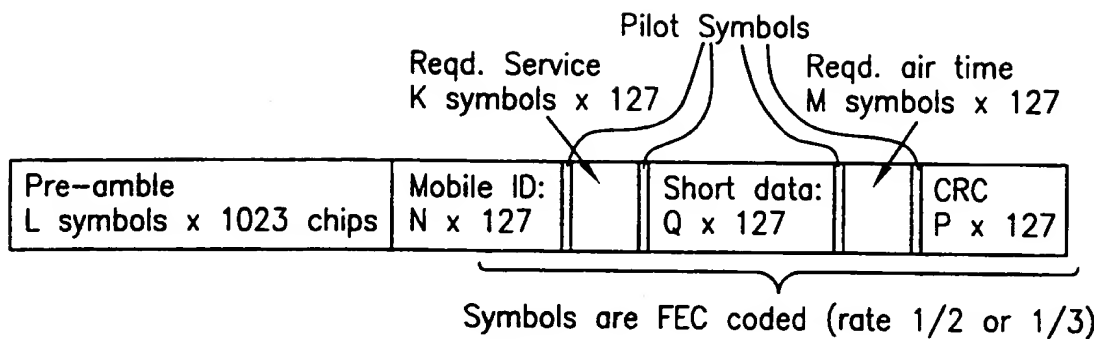 Pilot Symbols
Reqd. Service
K symbols x 127
Reqd. air time
M symbols x 127
Pre-amble
L symbols x 1023 chips
Mobile ID:
N x 127
Short data:
Q x 127
CRC
P x 127
Symbols are FEC coded (rate 1/2 or 1/3)